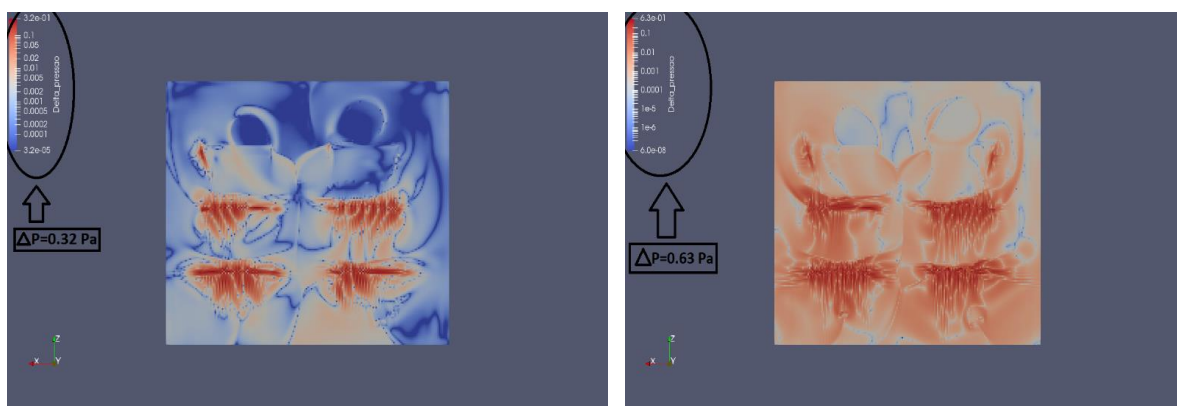 3.2e-01
0.1
0.05
0.02
0.01
0.005
0.002
0.001
0.0005
0.0002
0.0001
3.2e-05
Delta_pressão
ΔP=0.32 Pa
Z
X
Y
6.3e-01
0.1
0.01
0.001
0.0001
1e-5
1e-6
6.0e-08
Delta_pressão
ΔP=0.63 Pa
Z
X
Y